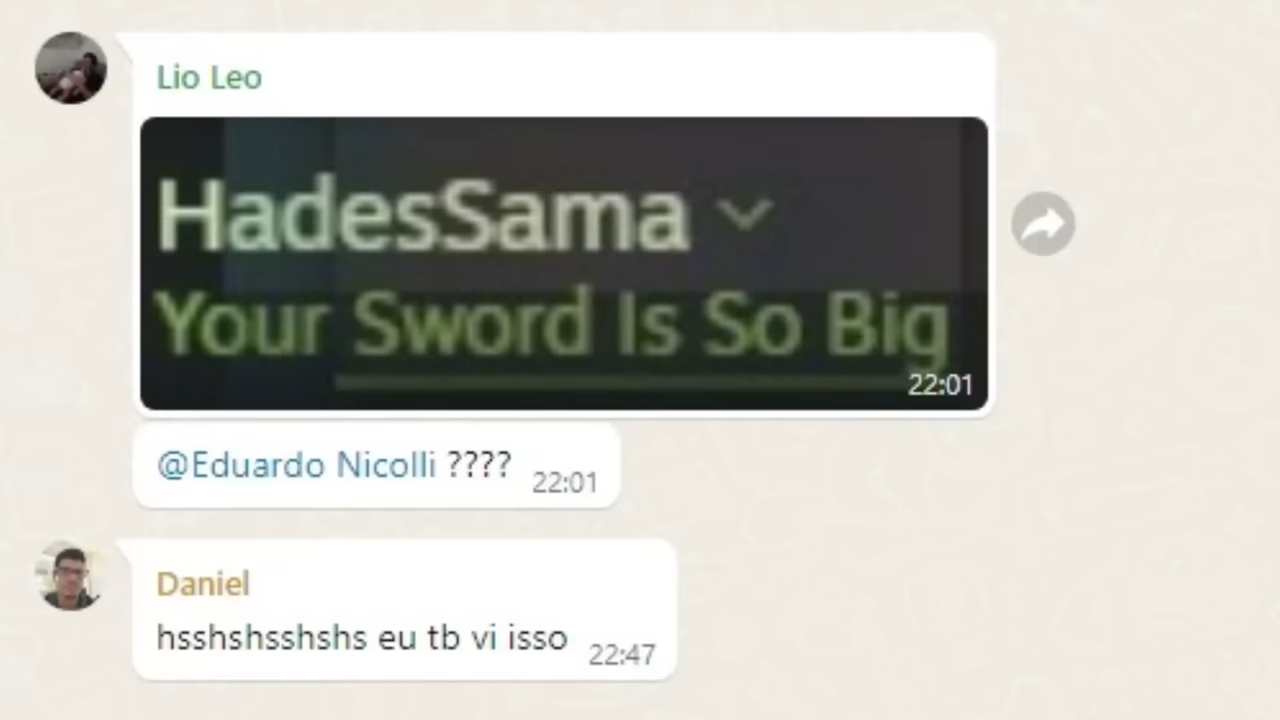 Lio Leo
HadesSama
Your Sword Is So Big
22:01
@Eduardo Nicolli ???? 22:01
Daniel
hsshshsshshs eu tb vi isso 22:47